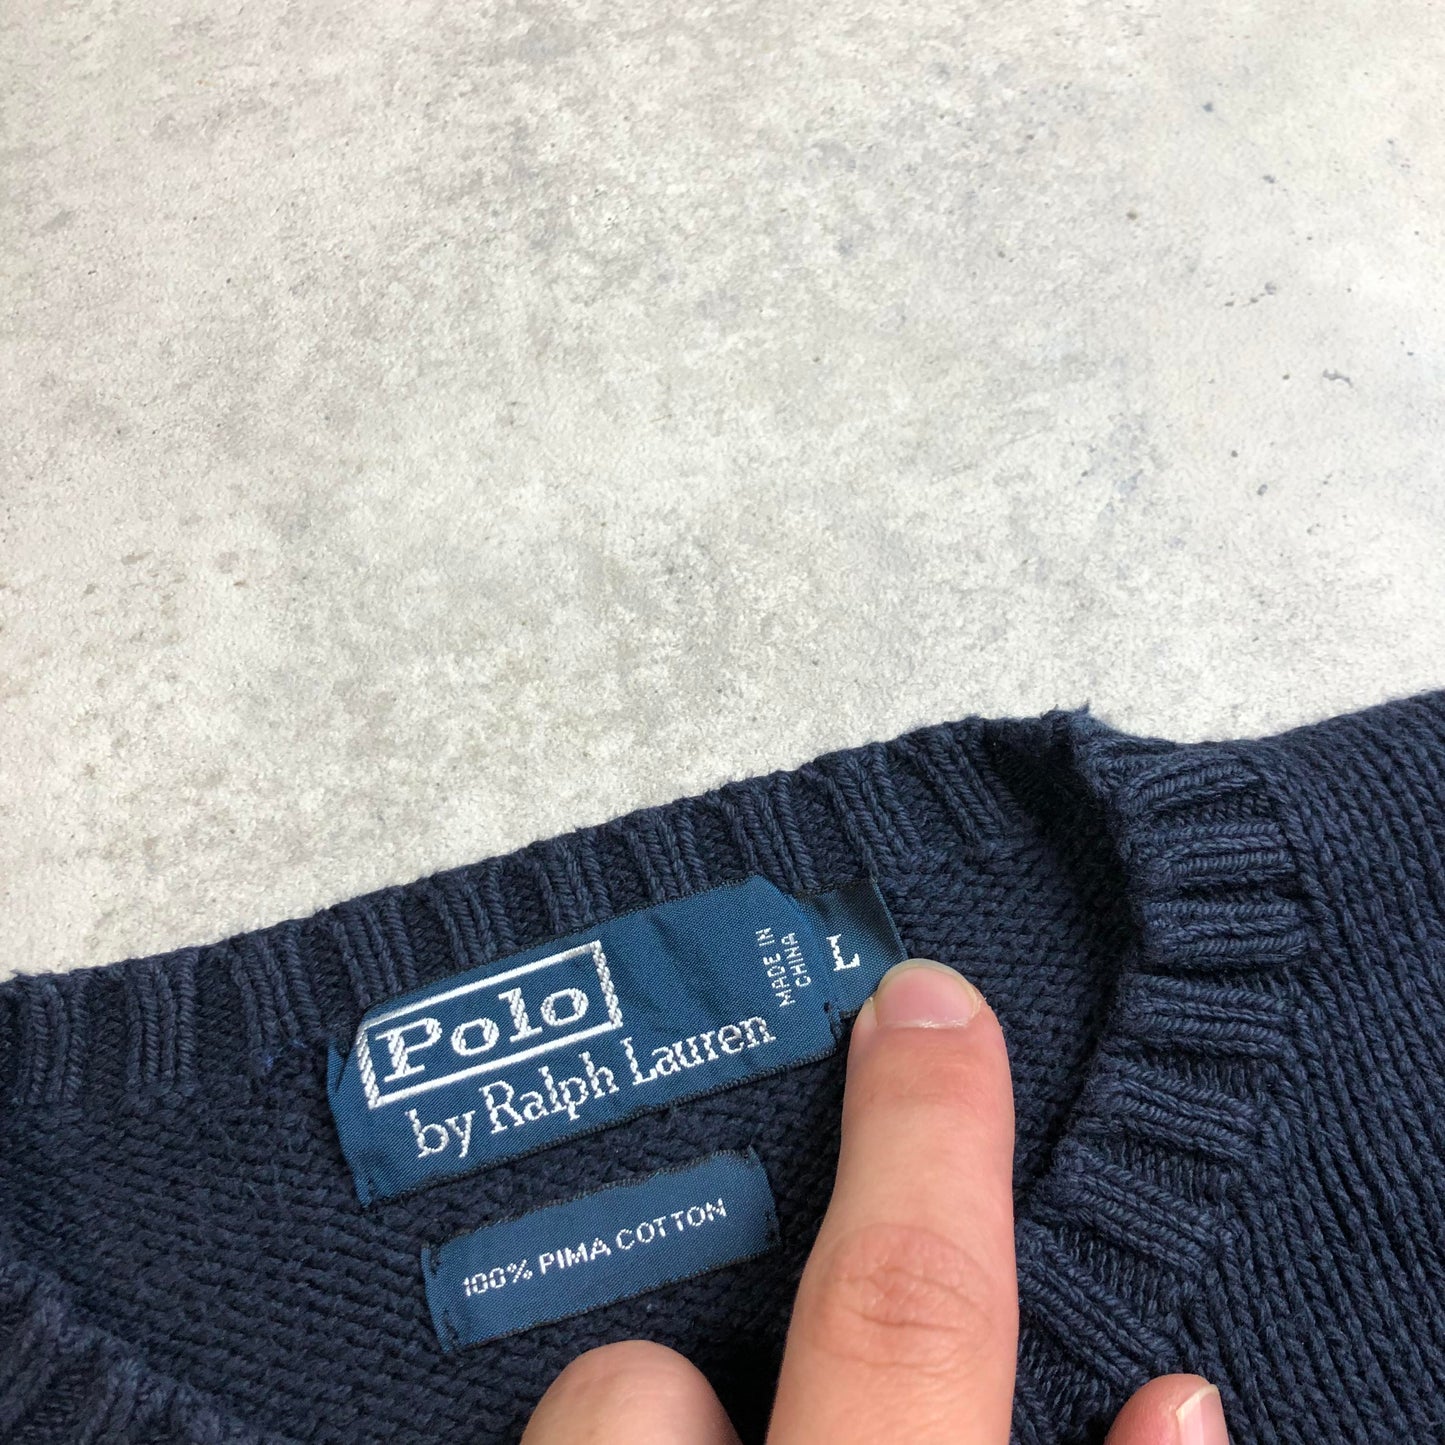 Polo
by Ralph Lauren
MADE IN
CHINA
L
100% PIMA COTTON